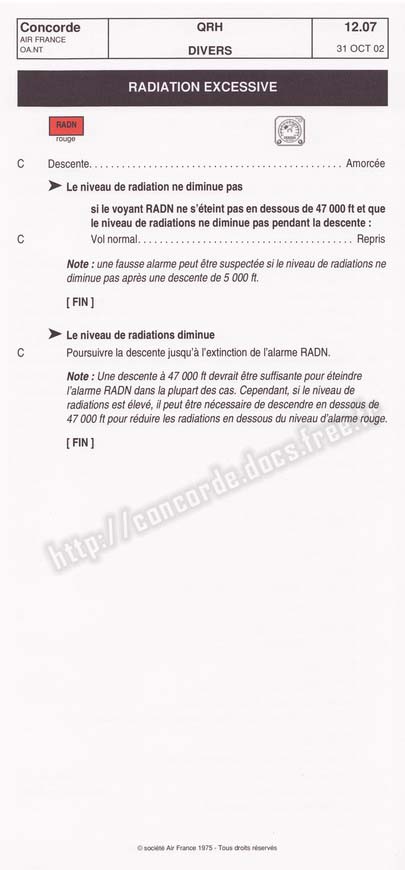 Concorde QRH 12.07
AIR FRANCE
OA.NT DIVERS 31 OCT 02
RADIATION EXCESSIVE
RADN
rouge
C Descente. . . . . . . . . . . . . . . . . . . . . . . . . . . . . . . . . . . . . . . . . . . . Amorcée
➤ Le niveau de radiation ne diminue pas
si le voyant RADN ne s'éteint pas en dessous de 47 000 ft et que
le niveau de radiations ne diminue pas pendant la descente :
C Vol normal. . . . . . . . . . . . . . . . . . . . . . . . . . . . . . . . . . . . . . Repris
Note : une fausse alarme peut être suspectée si le niveau de radiations ne
diminue pas après une descente de 5 000 ft.
[ FIN ]
➤ Le niveau de radiations diminue
C Poursuivre la descente jusqu'à l'extinction de l'alarme RADN.
Note : Une descente à 47 000 ft devrait être suffisante pour éteindre
l'alarme RADN dans la plupart des cas. Cependant, si le niveau de
radiations est élevé, il peut être nécessaire de descendre en dessous de
47 000 ft pour réduire les radiations en dessous du niveau d'alarme rouge.
[ FIN ]
http://concorde.docs.free.fr
© société Air France 1975 - Tous droits réservés